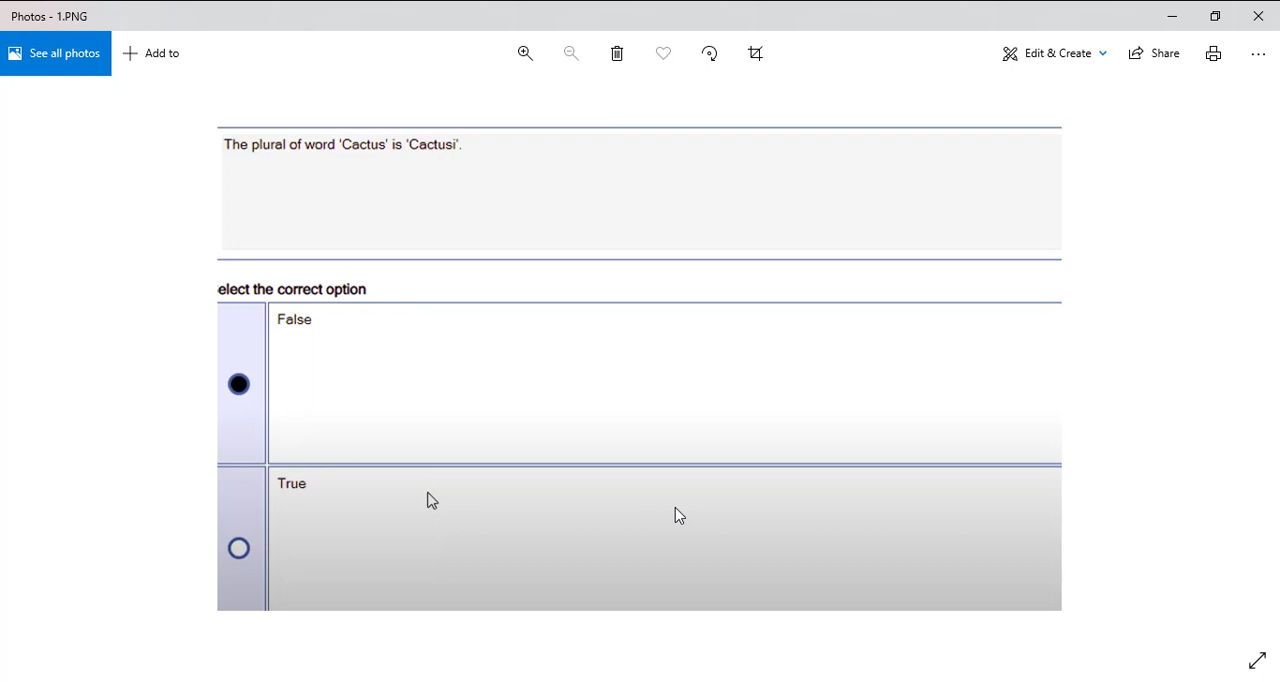 Photos - 1.PNG
See all photos
Add to
Edit & Create
Share
The plural of word 'Cactus' is 'Cactusi'.
elect the correct option
False
True